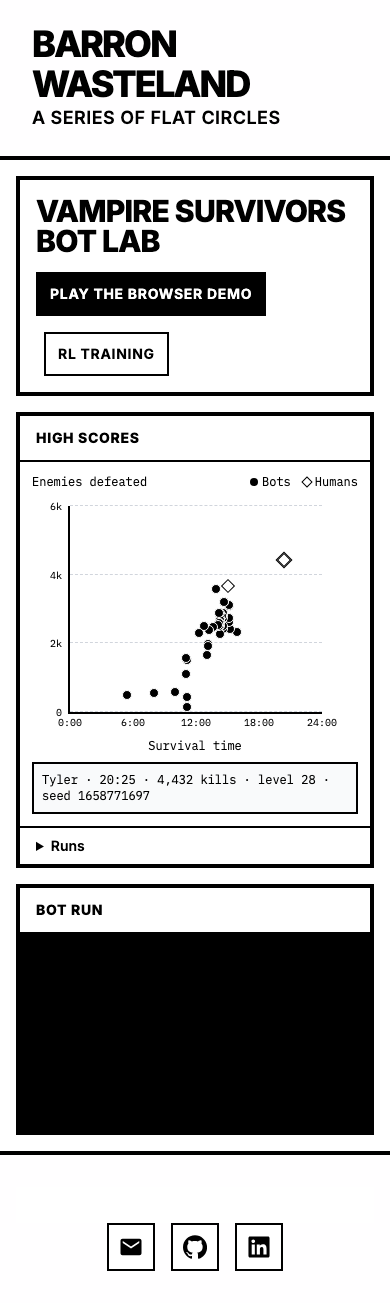 BARRON
WASTELAND
A SERIES OF FLAT CIRCLES
VAMPIRE SURVIVORS
BOT LAB
PLAY THE BROWSER DEMO
RL TRAINING
HIGH SCORES
Enemies defeated
Bots
Humans
6k
4k
2k
0
0:00
6:00
12:00
18:00
24:00
Survival time
Tyler · 20:25 · 4,432 kills · level 28 ·
seed 1658771697
Runs
BOT RUN
in